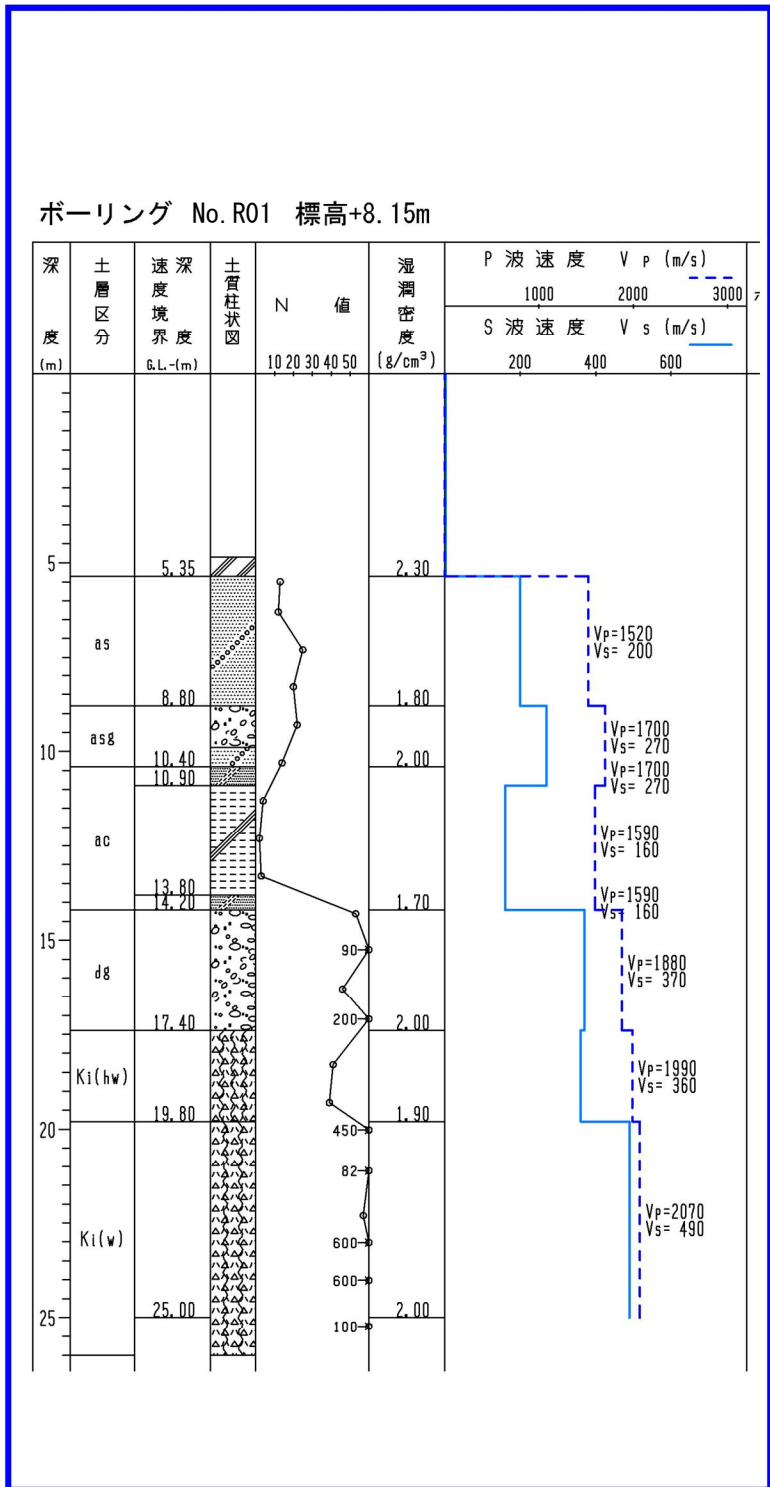 ボーリング No.R01 標高+8.15m
深度(m)
土層区分
速度境界深度G.L.-(m)
土質柱状図
N 値
10 20 30 40 50
湿潤密度(g/cm³)
P 波 速 度 VP (m/s)
1000 2000 3000
S 波 速 度 Vs (m/s)
200 400 600
5
5.35 2.30
as
Vp=1520
Vs= 200
8.80 1.80
asg
Vp=1700
Vs= 270
10
10.40 2.00
Vp=1700
Vs= 270
10.90
ac
Vp=1590
Vs= 160
13.80
Vp=1590
Vs= 160
14.20 1.70
15
90
dg
Vp=1880
Vs= 370
200
17.40 2.00
Ki(hw)
Vp=1990
Vs= 360
19.80 1.90
20
450
82
Ki(w)
Vp=2070
Vs= 490
600
600
25
25.00 2.00
100